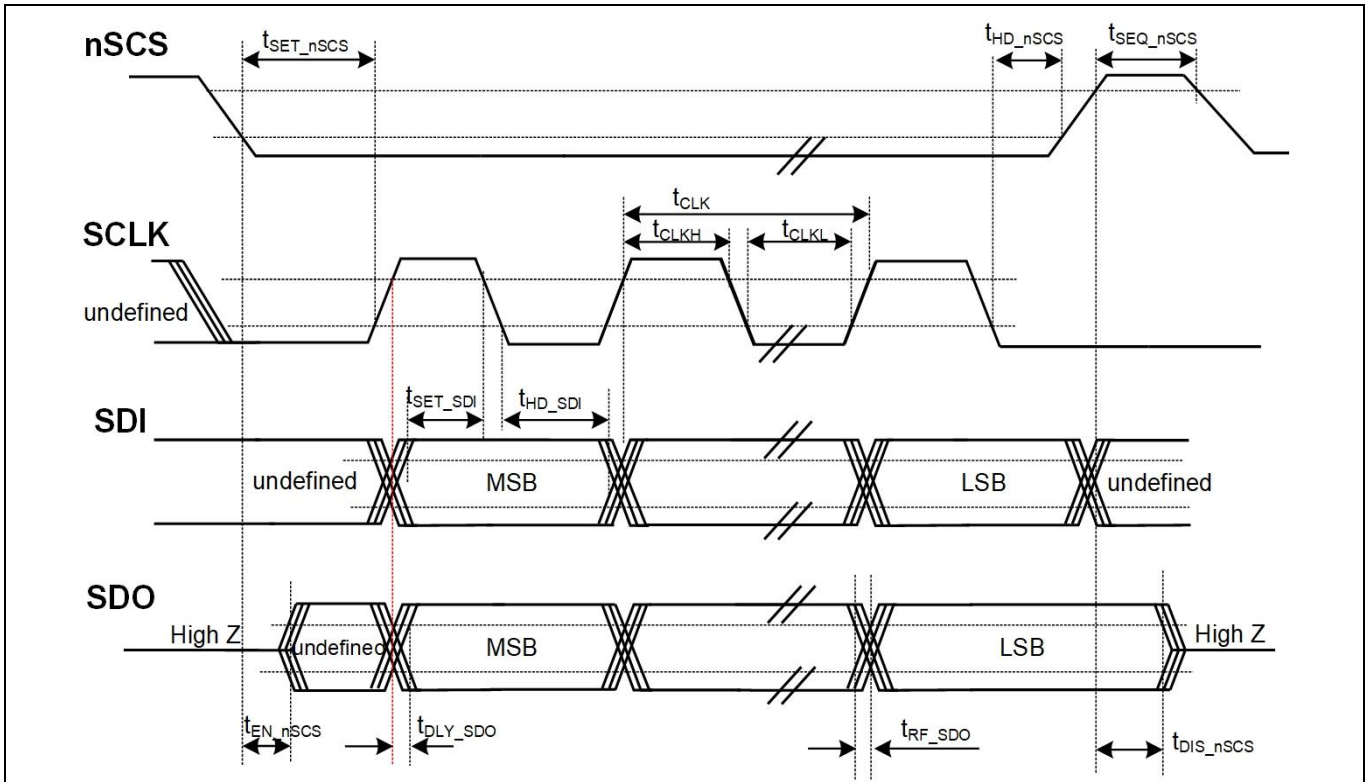 nSCS
tSET_nSCS
tHD_nSCS
tSEQ_nSCS
SCLK
undefined
tCLK
tCLKH
tCLKL
SDI
tSET_SDI
tHD_SDI
undefined
MSB
LSB
undefined
SDO
High Z
undefined
MSB
LSB
High Z
tEN_nSCS
tDLY_SDO
tRF_SDO
tDIS_nSCS